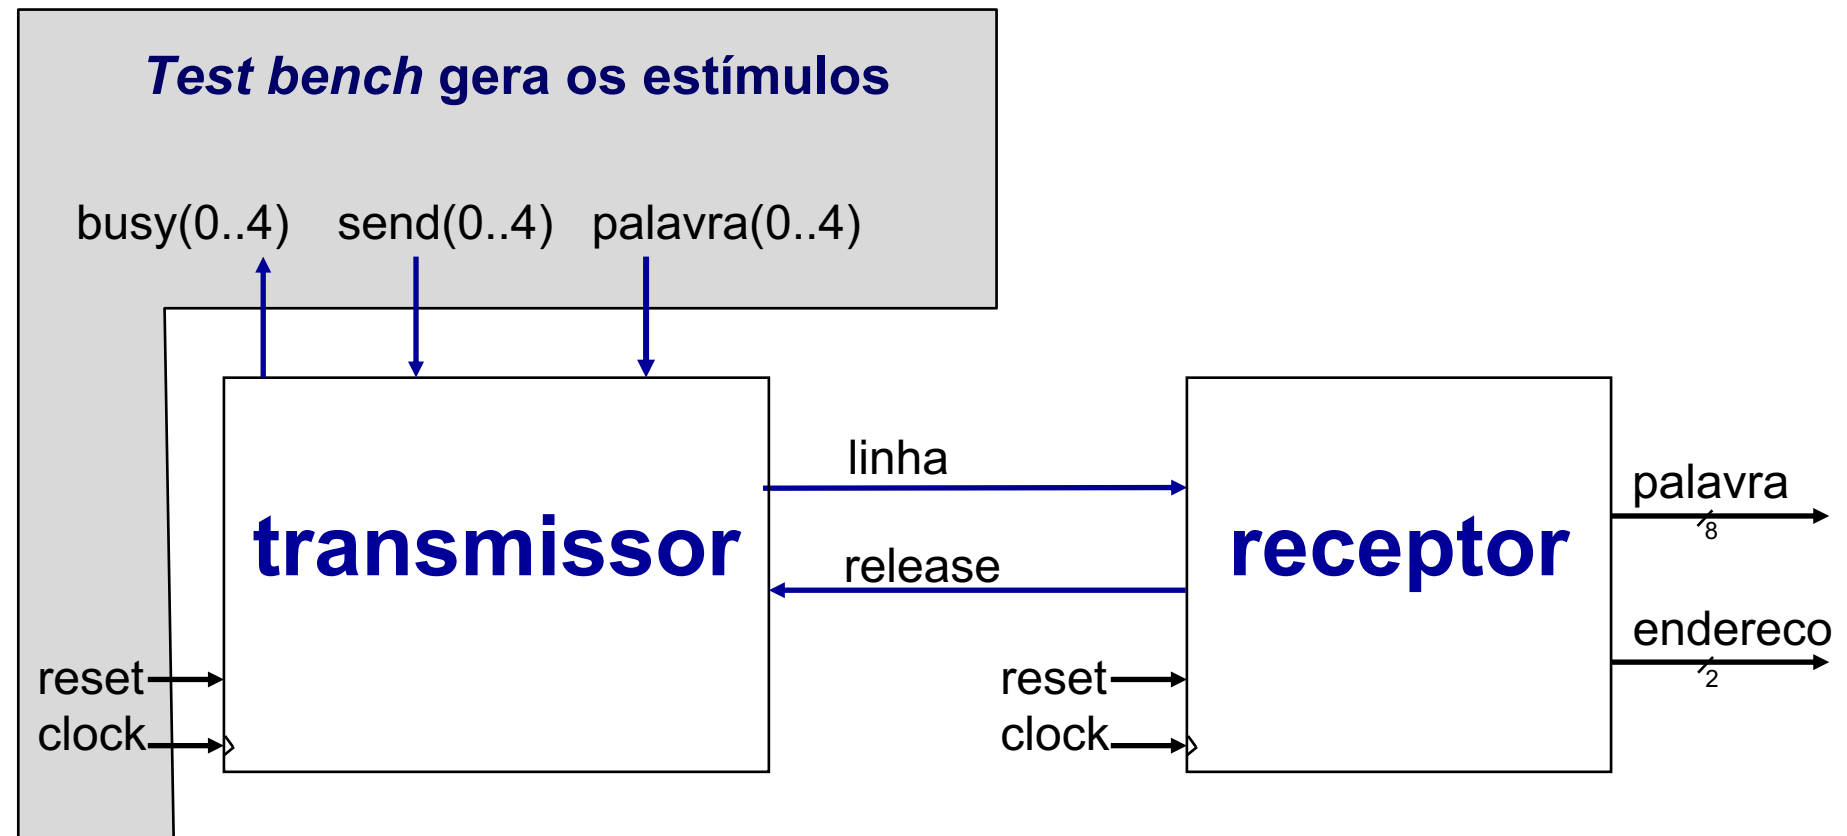 Test bench gera os estímulos
busy(0..4) send(0..4) palavra(0..4)
linha
transmissor
release
receptor
palavra
8
endereco
2
reset
clock
reset
clock